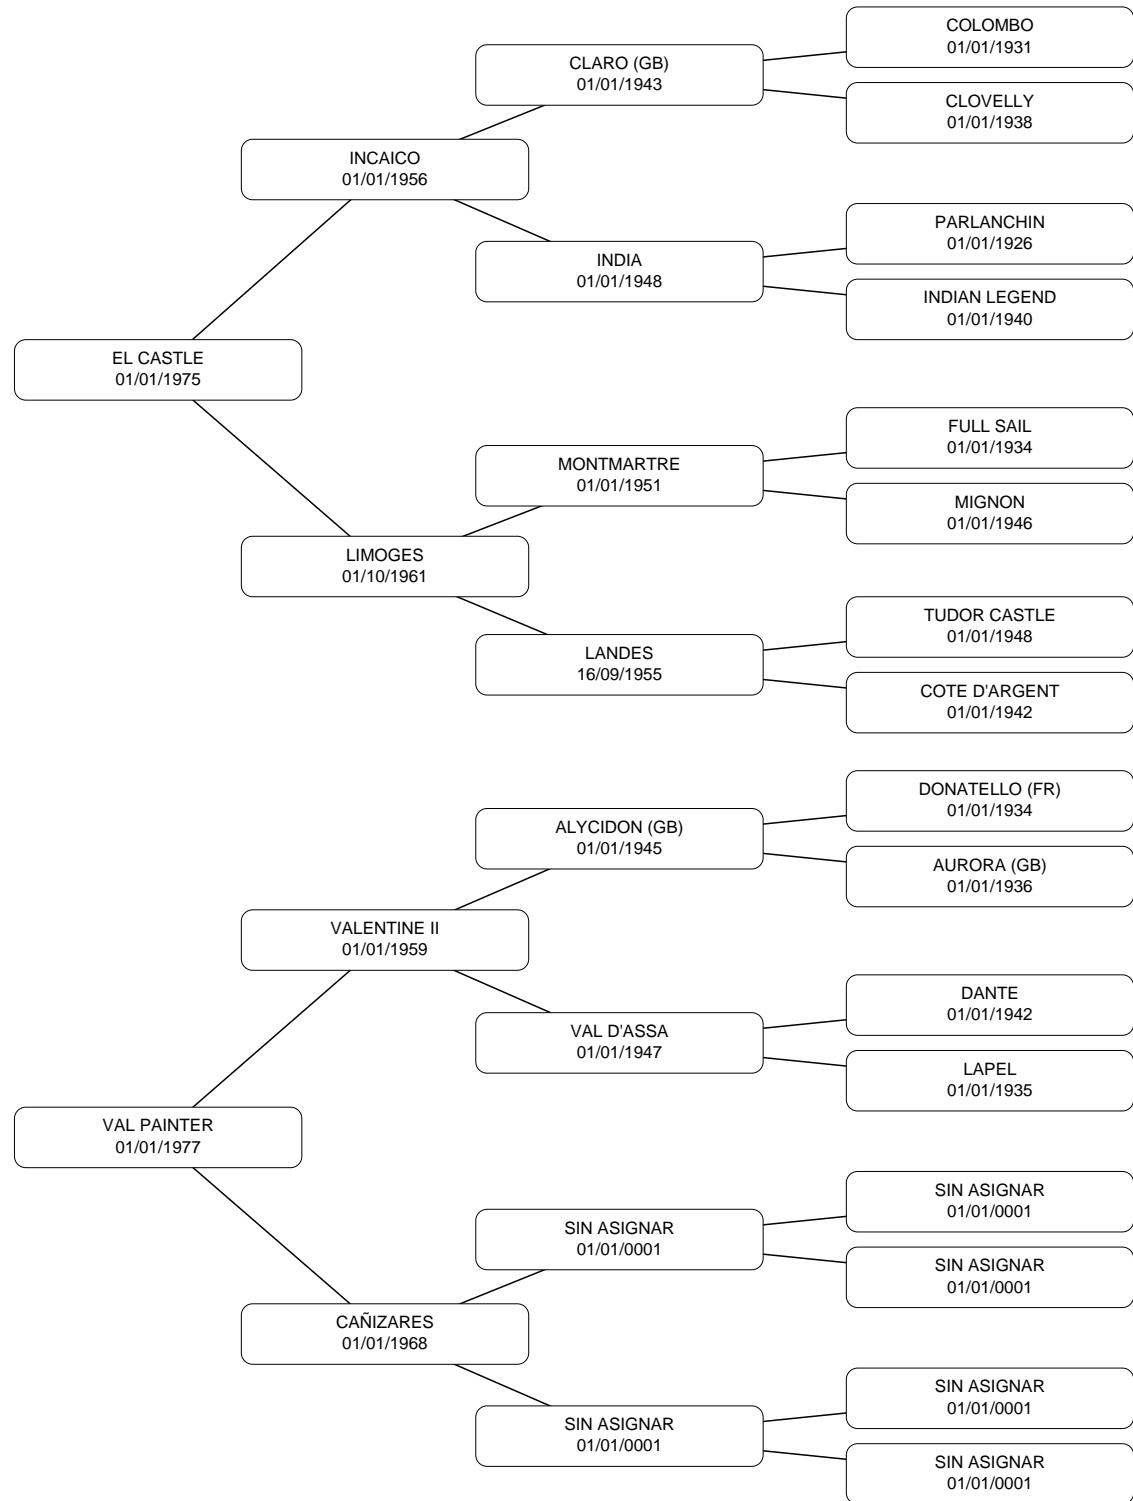 COLOMBO
01/01/1931
CLARO (GB)
01/01/1943
CLOVELLY
01/01/1938
INCAICO
01/01/1956
PARLANCHIN
01/01/1926
INDIA
01/01/1948
INDIAN LEGEND
01/01/1940
EL CASTLE
01/01/1975
FULL SAIL
01/01/1934
MONTMARTRE
01/01/1951
MIGNON
01/01/1946
LIMOGES
01/10/1961
TUDOR CASTLE
01/01/1948
LANDES
16/09/1955
COTE D'ARGENT
01/01/1942
DONATELLO (FR)
01/01/1934
ALYCIDON (GB)
01/01/1945
AURORA (GB)
01/01/1936
VALENTINE II
01/01/1959
DANTE
01/01/1942
VAL D'ASSA
01/01/1947
LAPEL
01/01/1935
VAL PAINTER
01/01/1977
SIN ASIGNAR
01/01/0001
SIN ASIGNAR
01/01/0001
SIN ASIGNAR
01/01/0001
CAÑIZARES
01/01/1968
SIN ASIGNAR
01/01/0001
SIN ASIGNAR
01/01/0001
SIN ASIGNAR
01/01/0001